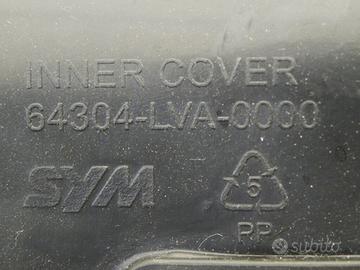 INNER COVER
64304-LVA-0000
SYM
5
PP
subito